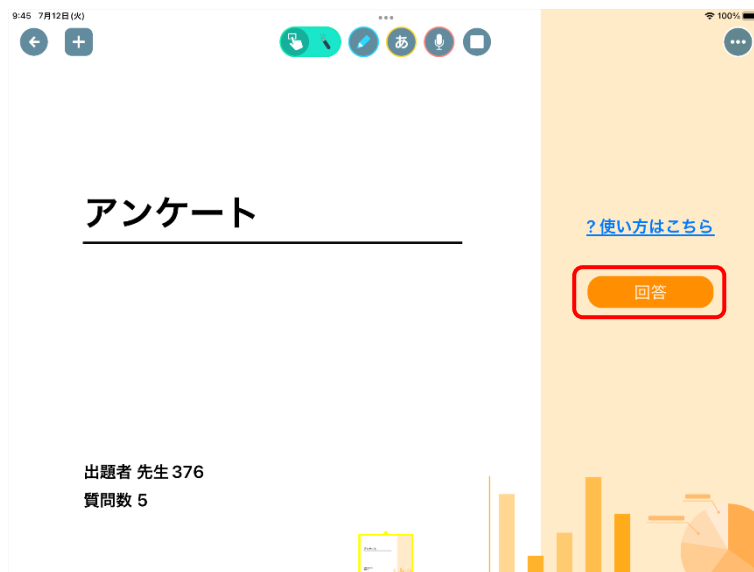 9:45 7月12日(火)
100%
あ
アンケート
?使い方はこちら
回答
出題者 先生376
質問数 5